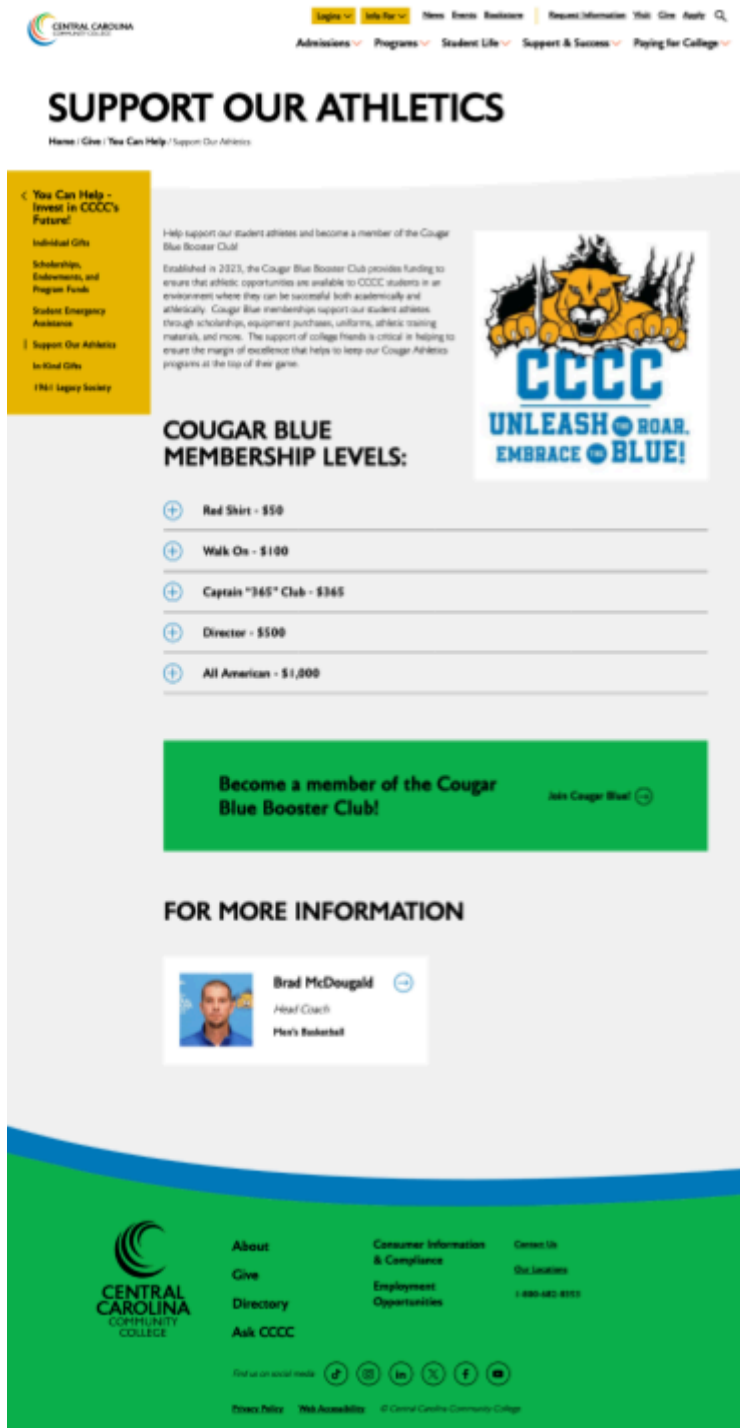 CENTRAL CAROLINA
COMMUNITY COLLEGE
Logins Info For News Events Bookstore Request Information Visit Give Apply
Admissions Programs Student Life Support & Success Paying for College
SUPPORT OUR ATHLETICS
Home / Give / You Can Help / Support Our Athletics
You Can Help -
Invest in CCCC's
Future!
Individual Gifts
Scholarships,
Endowments, and
Program Funds
Student Emergency
Assistance
Support Our Athletics
In-Kind Gifts
1961 Legacy Society
Help support our student athletes and become a member of the Cougar
Blue Booster Club!
Established in 2023, the Cougar Blue Booster Club provides funding to
ensure that athletic opportunities are available to CCCC students in an
environment where they can be successful both academically and
athletically. Cougar Blue memberships support our student athletes
through scholarships, equipment purchases, uniforms, athletic training
materials, and more. The support of college friends is critical in helping to
ensure the margin of excellence that helps to keep our Cougar Athletics
programs at the top of their game.
CCCC
UNLEASH THE ROAR,
EMBRACE THE BLUE!
COUGAR BLUE
MEMBERSHIP LEVELS:
Red Shirt - $50
Walk On - $100
Captain "365" Club - $365
Director - $500
All American - $1,000
Become a member of the Cougar
Blue Booster Club!
Join Cougar Blue!
FOR MORE INFORMATION
Brad McDougald
Head Coach
Men's Basketball
CENTRAL
CAROLINA
COMMUNITY
COLLEGE
About
Give
Directory
Ask CCCC
Consumer Information
& Compliance
Employment
Opportunities
Contact Us
Our Locations
1-800-682-8353
Find us on social media
Privacy Policy Web Accessibility © Central Carolina Community College